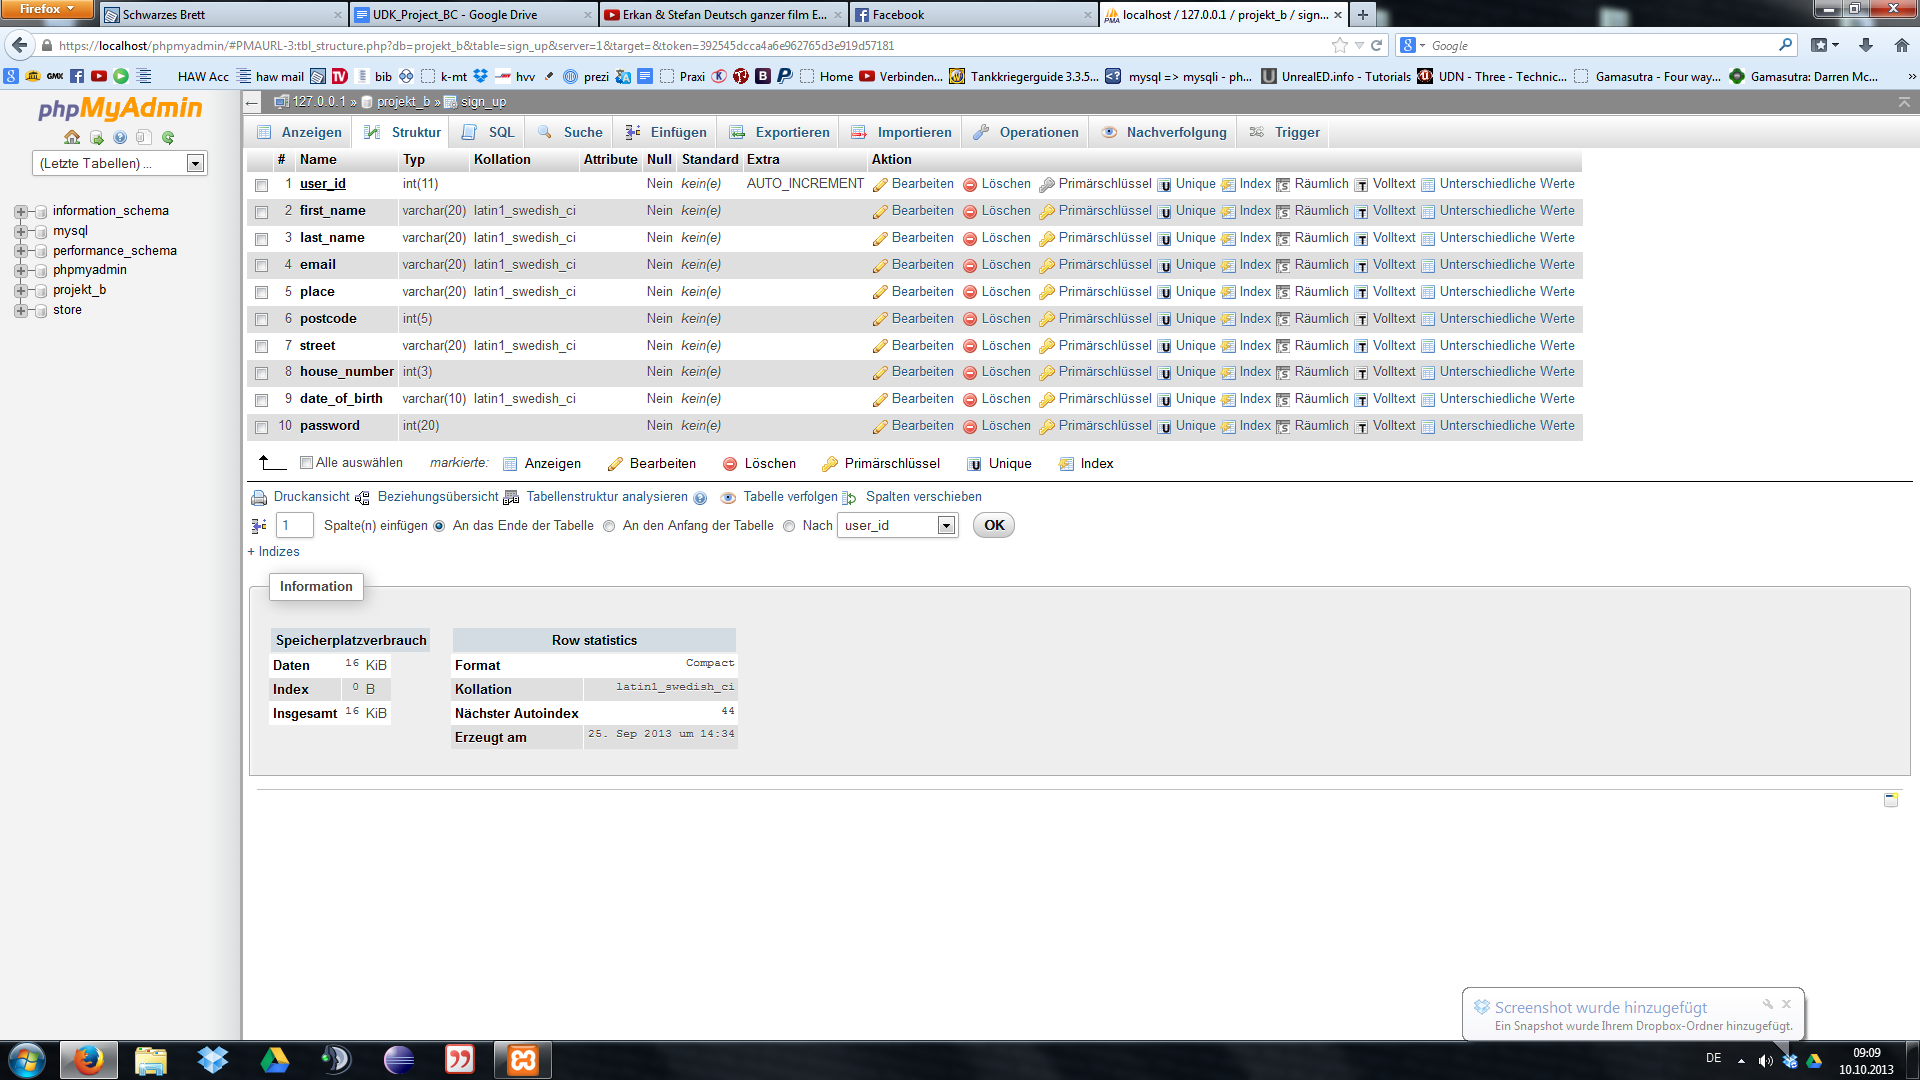 Firefox
Schwarzes Brett
UDK_Project_BC - Google Drive
Erkan & Stefan Deutsch ganzer film E...
Facebook
localhost / 127.0.0.1 / projekt_b / sign...
https://localhost/phpmyadmin/#PMAURL-3:tbl_structure.php?db=projekt_b&table=sign_up&server=1&target=&token=392545dcca4a6e962765d3e919d57181
Google
GMX HAW Acc haw mail bib k-mt hvv prezi Praxi Home Verbinden... Tankkriegerguide 3.3.5... mysql => mysqli - ph... UnrealED.info - Tutorials UDN - Three - Technic... Gamasutra - Four way... Gamasutra: Darren Mc... »
phpMyAdmin
(Letzte Tabellen) ...
information_schema
mysql
performance_schema
phpmyadmin
projekt_b
store
127.0.0.1 » projekt_b » sign_up
Anzeigen Struktur SQL Suche Einfügen Exportieren Importieren Operationen Nachverfolgung Trigger
# Name Typ Kollation Attribute Null Standard Extra Aktion
1 user_id int(11) Nein kein(e) AUTO_INCREMENT Bearbeiten Löschen Primärschlüssel Unique Index Räumlich Volltext Unterschiedliche Werte
2 first_name varchar(20) latin1_swedish_ci Nein kein(e) Bearbeiten Löschen Primärschlüssel Unique Index Räumlich Volltext Unterschiedliche Werte
3 last_name varchar(20) latin1_swedish_ci Nein kein(e) Bearbeiten Löschen Primärschlüssel Unique Index Räumlich Volltext Unterschiedliche Werte
4 email varchar(20) latin1_swedish_ci Nein kein(e) Bearbeiten Löschen Primärschlüssel Unique Index Räumlich Volltext Unterschiedliche Werte
5 place varchar(20) latin1_swedish_ci Nein kein(e) Bearbeiten Löschen Primärschlüssel Unique Index Räumlich Volltext Unterschiedliche Werte
6 postcode int(5) Nein kein(e) Bearbeiten Löschen Primärschlüssel Unique Index Räumlich Volltext Unterschiedliche Werte
7 street varchar(20) latin1_swedish_ci Nein kein(e) Bearbeiten Löschen Primärschlüssel Unique Index Räumlich Volltext Unterschiedliche Werte
8 house_number int(3) Nein kein(e) Bearbeiten Löschen Primärschlüssel Unique Index Räumlich Volltext Unterschiedliche Werte
9 date_of_birth varchar(10) latin1_swedish_ci Nein kein(e) Bearbeiten Löschen Primärschlüssel Unique Index Räumlich Volltext Unterschiedliche Werte
10 password int(20) Nein kein(e) Bearbeiten Löschen Primärschlüssel Unique Index Räumlich Volltext Unterschiedliche Werte
Alle auswählen markierte: Anzeigen Bearbeiten Löschen Primärschlüssel Unique Index
Druckansicht Beziehungsübersicht Tabellenstruktur analysieren Tabelle verfolgen Spalten verschieben
1 Spalte(n) einfügen An das Ende der Tabelle An den Anfang der Tabelle Nach user_id OK
+ Indizes
Information
Speicherplatzverbrauch
Daten 16 KiB
Index 0 B
Insgesamt 16 KiB
Row statistics
Format Compact
Kollation latin1_swedish_ci
Nächster Autoindex 44
Erzeugt am 25. Sep 2013 um 14:34
Screenshot wurde hinzugefügt
Ein Snapshot wurde Ihrem Dropbox-Ordner hinzugefügt.
DE
09:09
10.10.2013